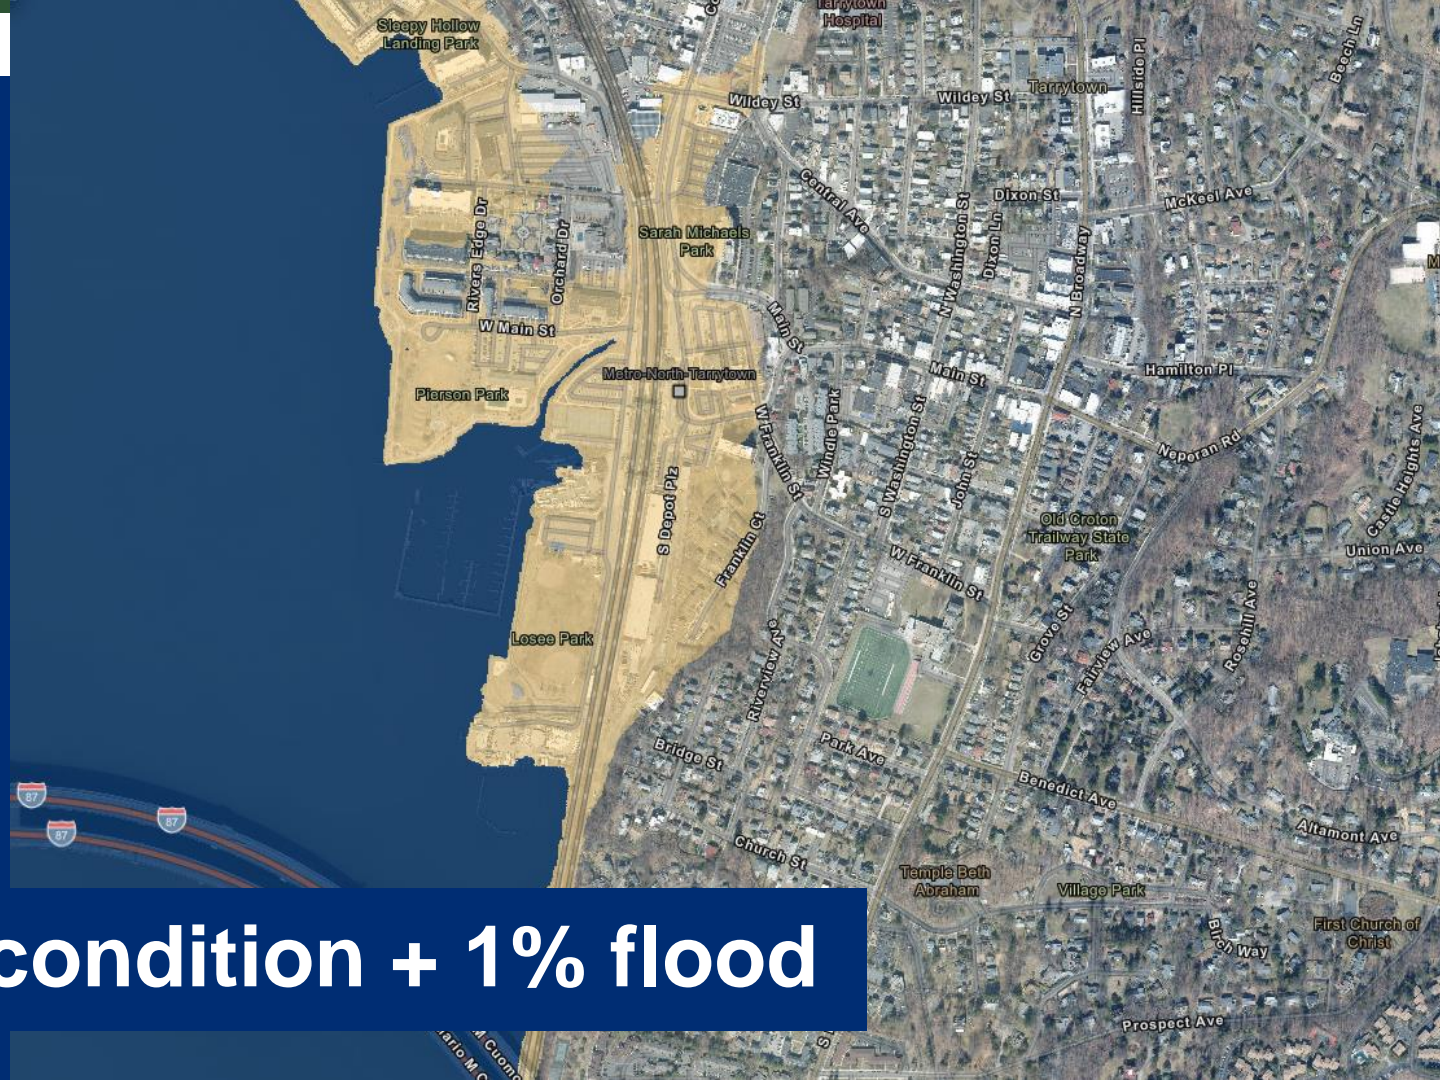 Sleepy Hollow
Landing Park
Tarrytown
Hospital
Beech Ln
Hillside Pl
Tarrytown
Wildey St
Wildey St
Central Ave
Dixon St
McKeel Ave
N Washington St
Dixon Ln
N Broadway
Sarah Michaels
Park
Rivers Edge Dr
Orchard Dr
W Main St
Main St
Main St
Hamilton Pl
Metro-North-Tarrytown
Pierson Park
W Franklin St
Windle Park
S Washington St
John St
Neperan Rd
Castle Heights Ave
S Depot Plz
Franklin Ct
Old Croton
Trailway State
Park
Union Ave
W Franklin St
Losee Park
Riverview Ave
Grove St
Fairview Ave
Rosehill Ave
Bridge St
Park Ave
Benedict Ave
87
87
87
Altamont Ave
Church St
Temple Beth
Abraham
Village Park
First Church of
Christ
Birch Way
condition + 1% flood
Prospect Ave
M Cuomo
ario M C